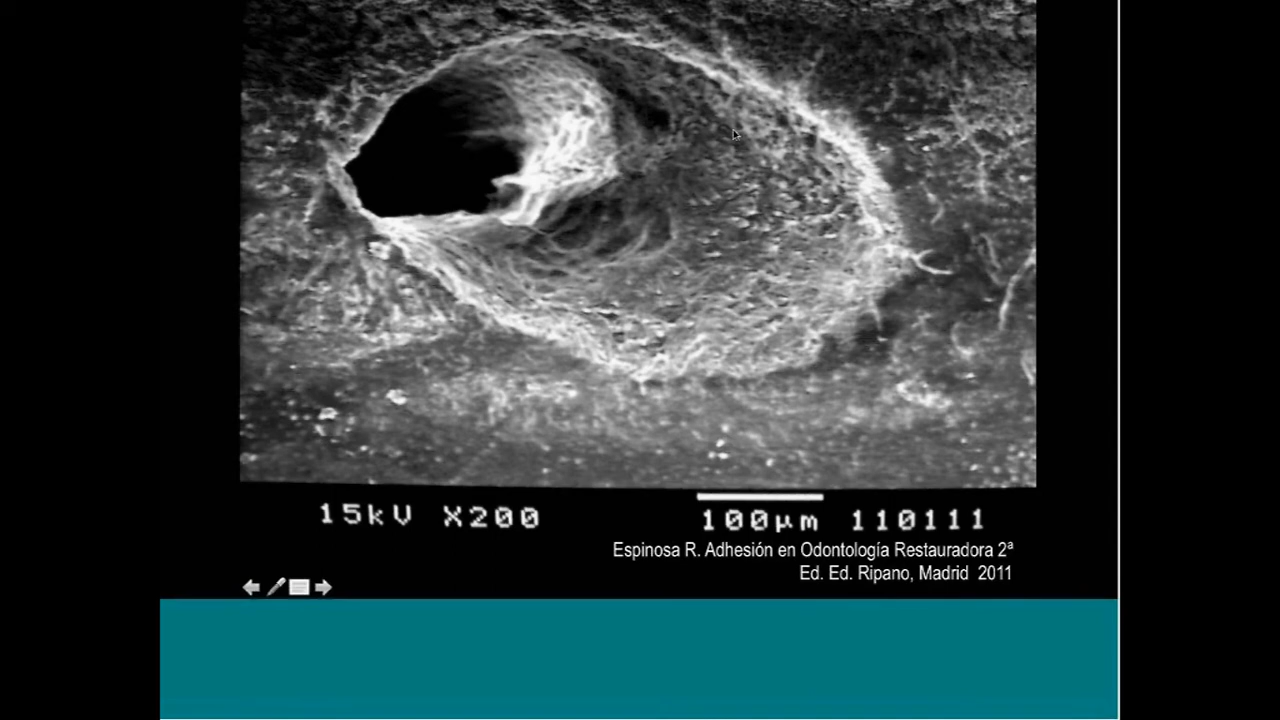 15kV X200 100μm 110111
Espinosa R. Adhesión en Odontología Restauradora 2ª
Ed. Ed. Ripano, Madrid 2011